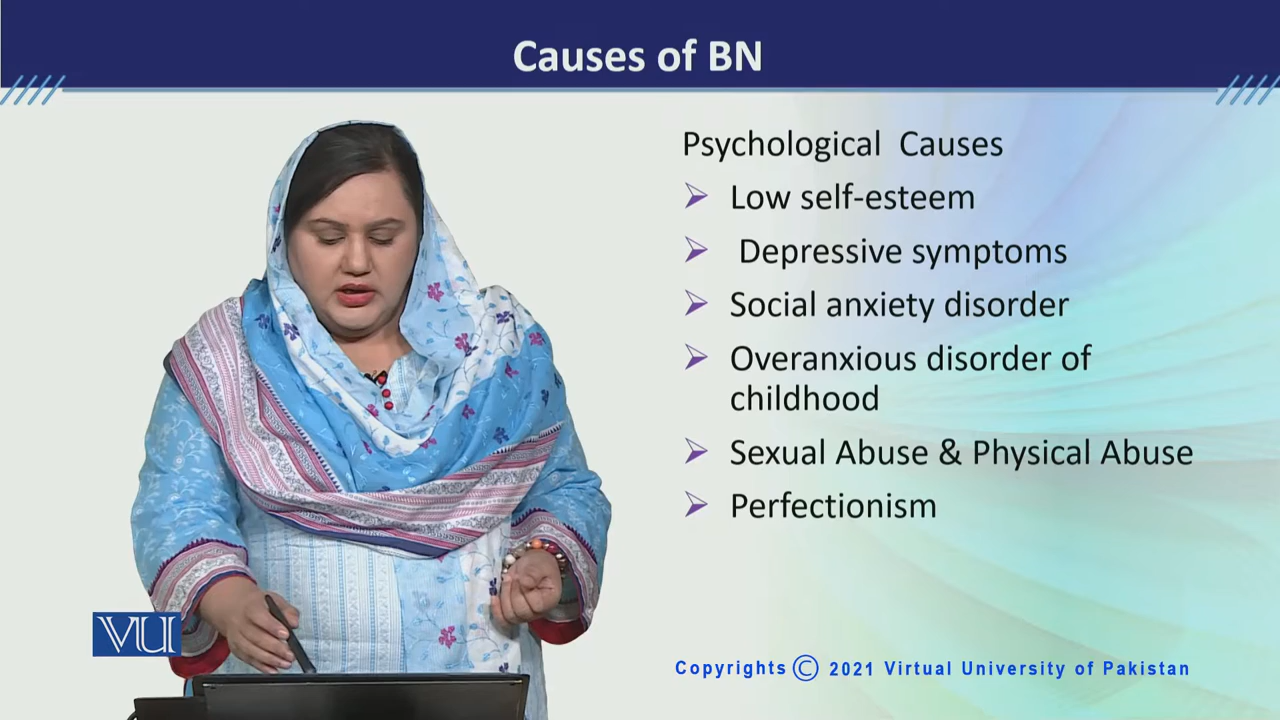 Causes of BN
Psychological Causes
Low self-esteem
Depressive symptoms
Social anxiety disorder
Overanxious disorder of
childhood
Sexual Abuse & Physical Abuse
Perfectionism
VU
Copyrights © 2021 Virtual University of Pakistan